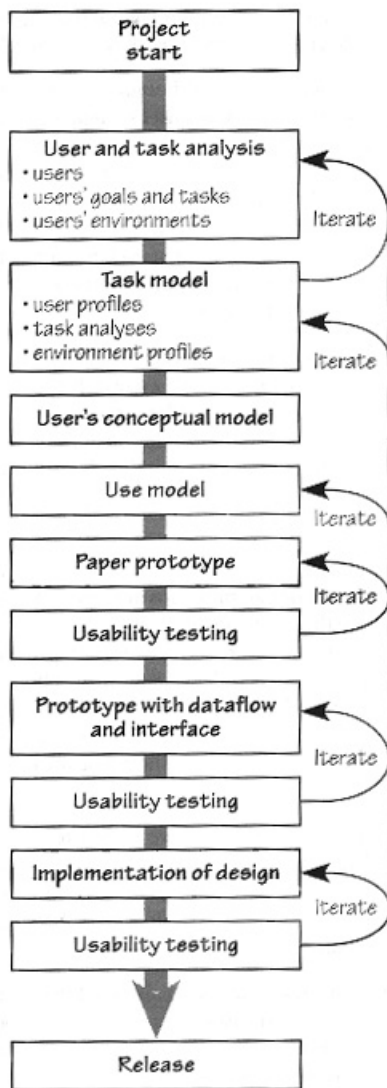 Project
start
User and task analysis
• users
• users' goals and tasks
• users' environments
Iterate
Task model
• user profiles
• task analyses
• environment profiles
Iterate
User's conceptual model
Use model
Iterate
Paper prototype
Iterate
Usability testing
Prototype with dataflow
and interface
Iterate
Usability testing
Implementation of design
Iterate
Usability testing
Release